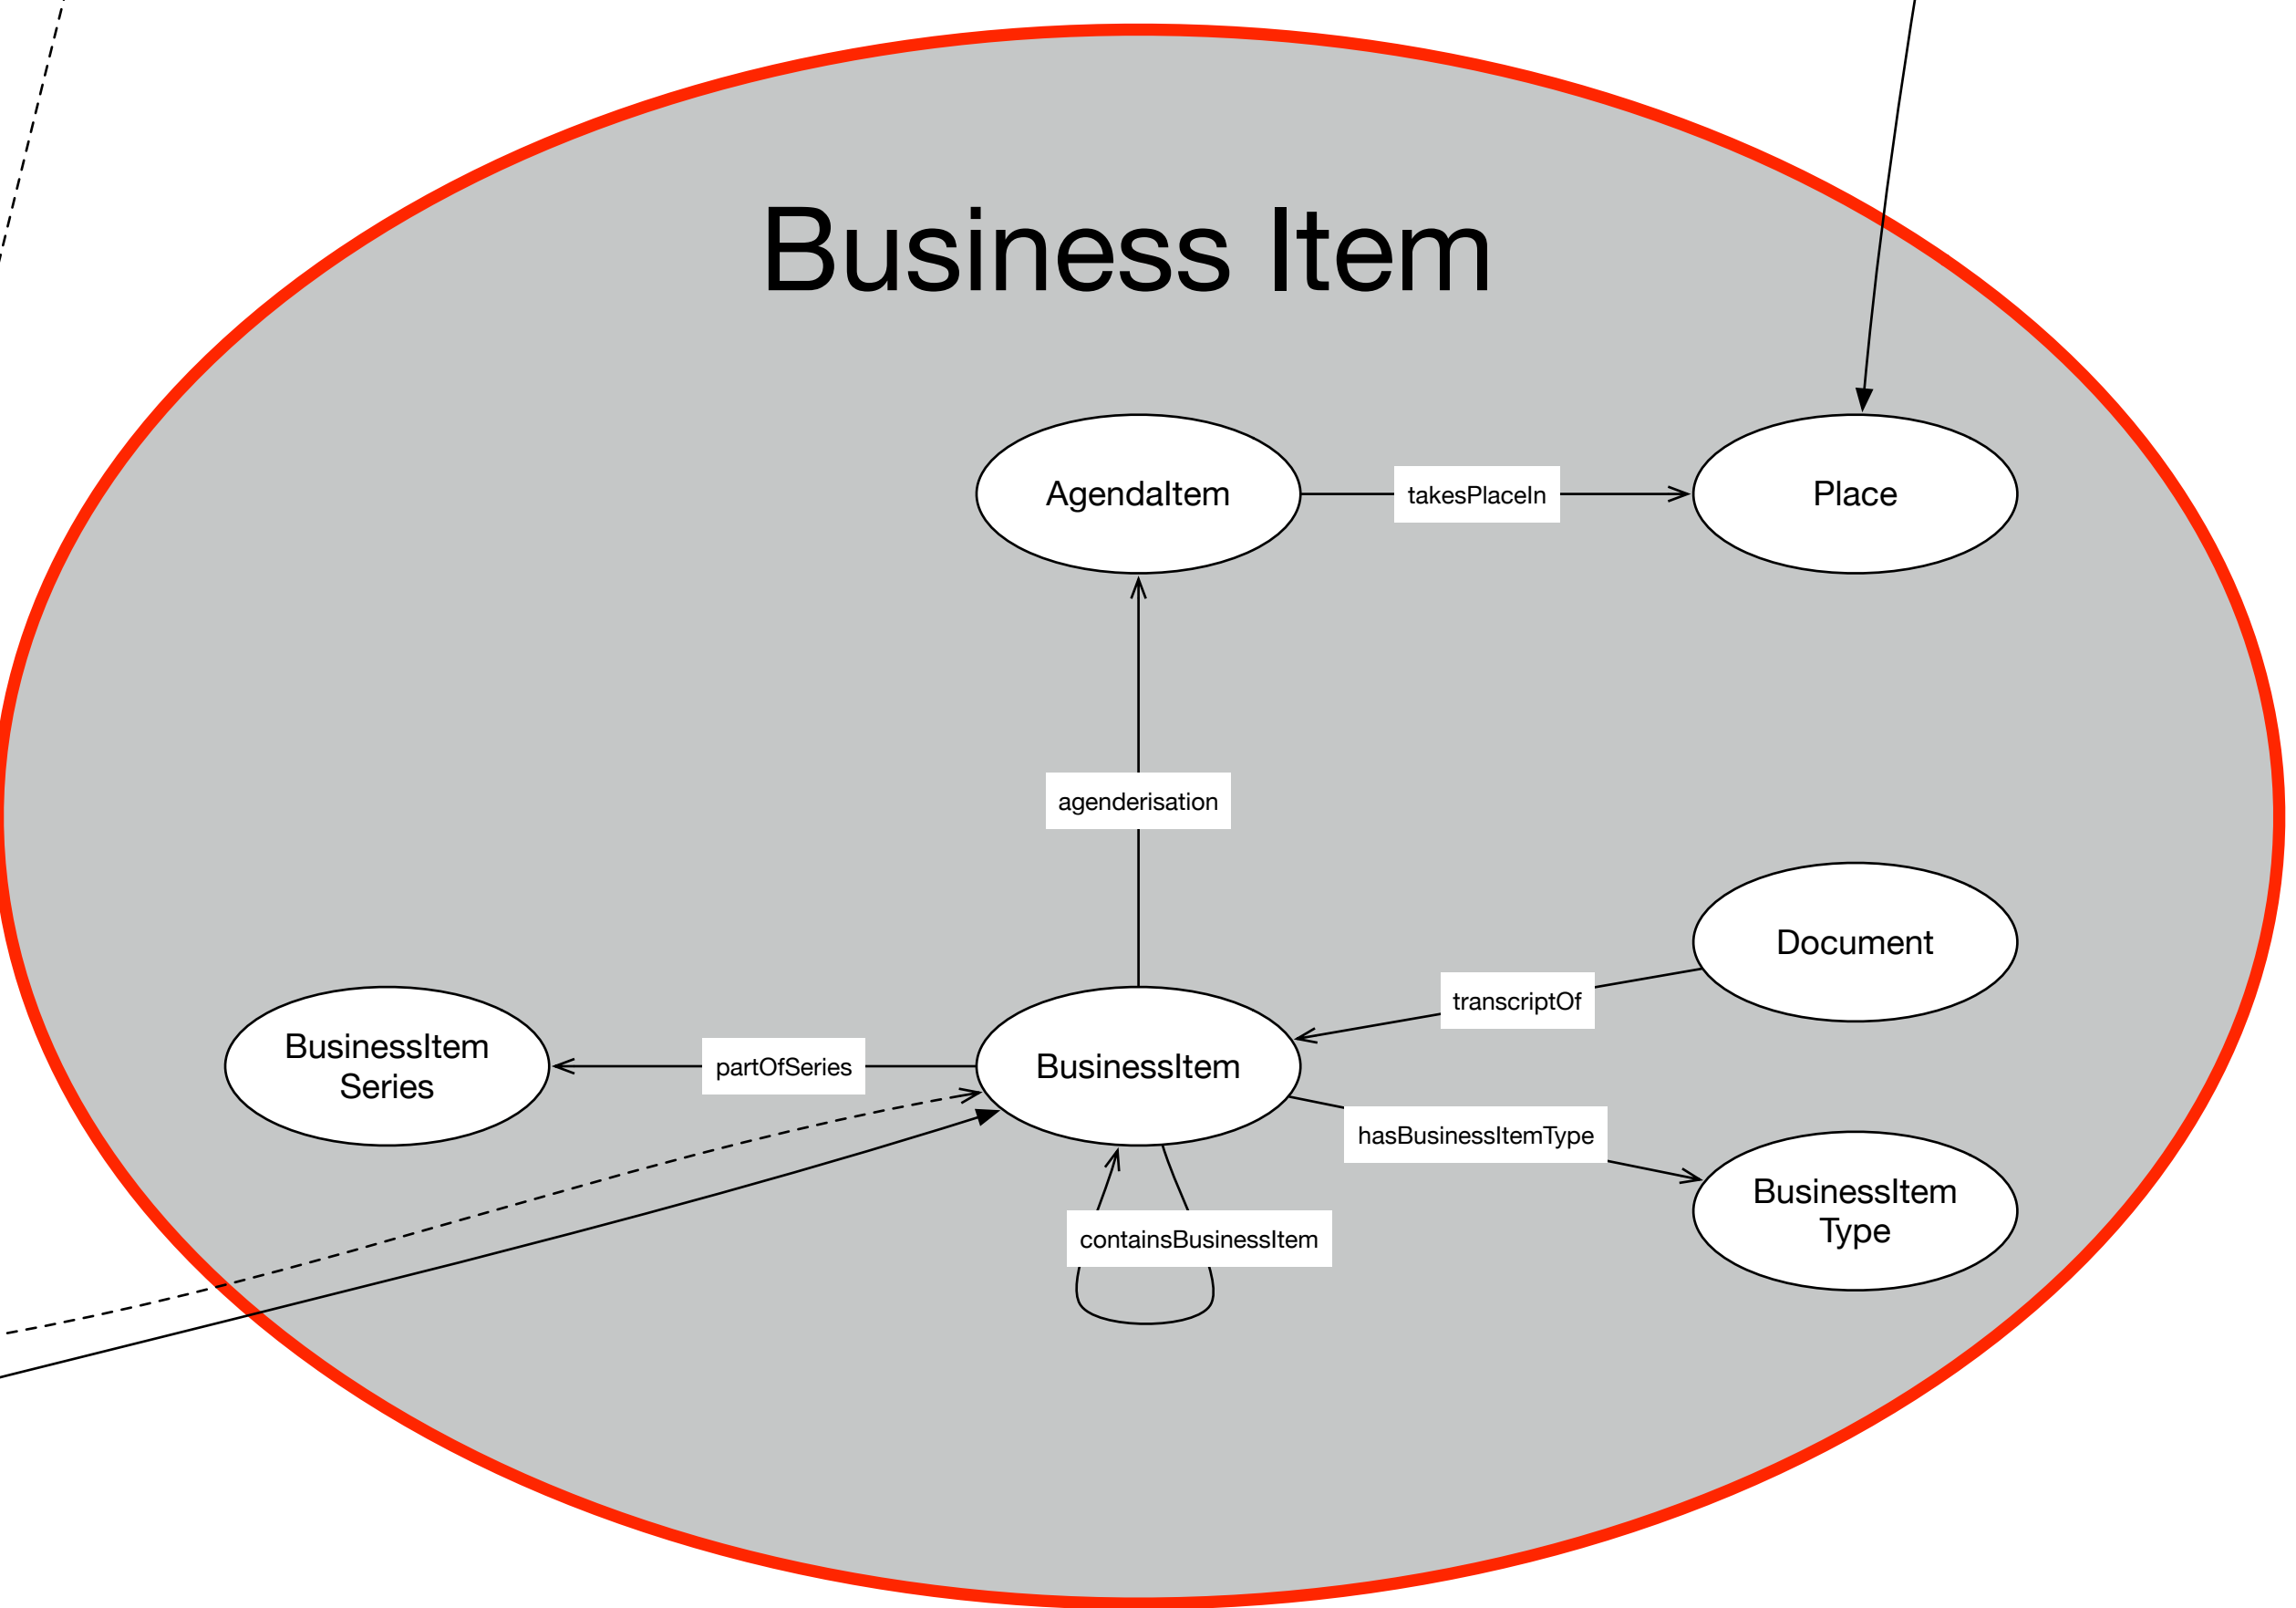 Business Item
AgendaItem
takesPlaceIn
Place
agenderisation
Document
transcriptOf
BusinessItem
Series
partOfSeries
BusinessItem
hasBusinessItemType
BusinessItem
Type
containsBusinessItem